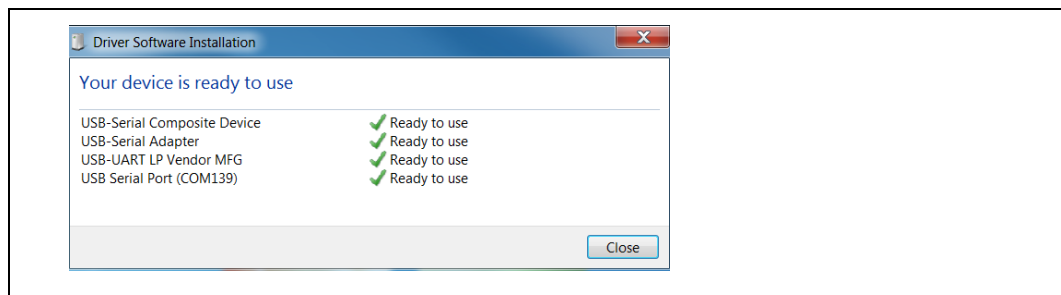 Driver Software Installation
Your device is ready to use
USB-Serial Composite Device Ready to use
USB-Serial Adapter Ready to use
USB-UART LP Vendor MFG Ready to use
USB Serial Port (COM139) Ready to use
Close